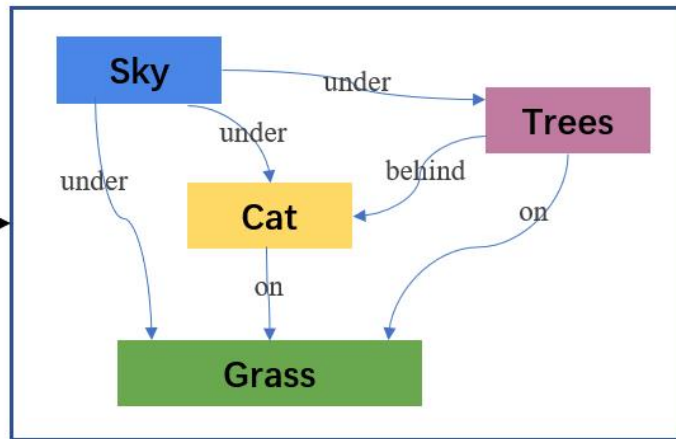 Sky
under
Trees
under
behind
under
Cat
on
on
Grass